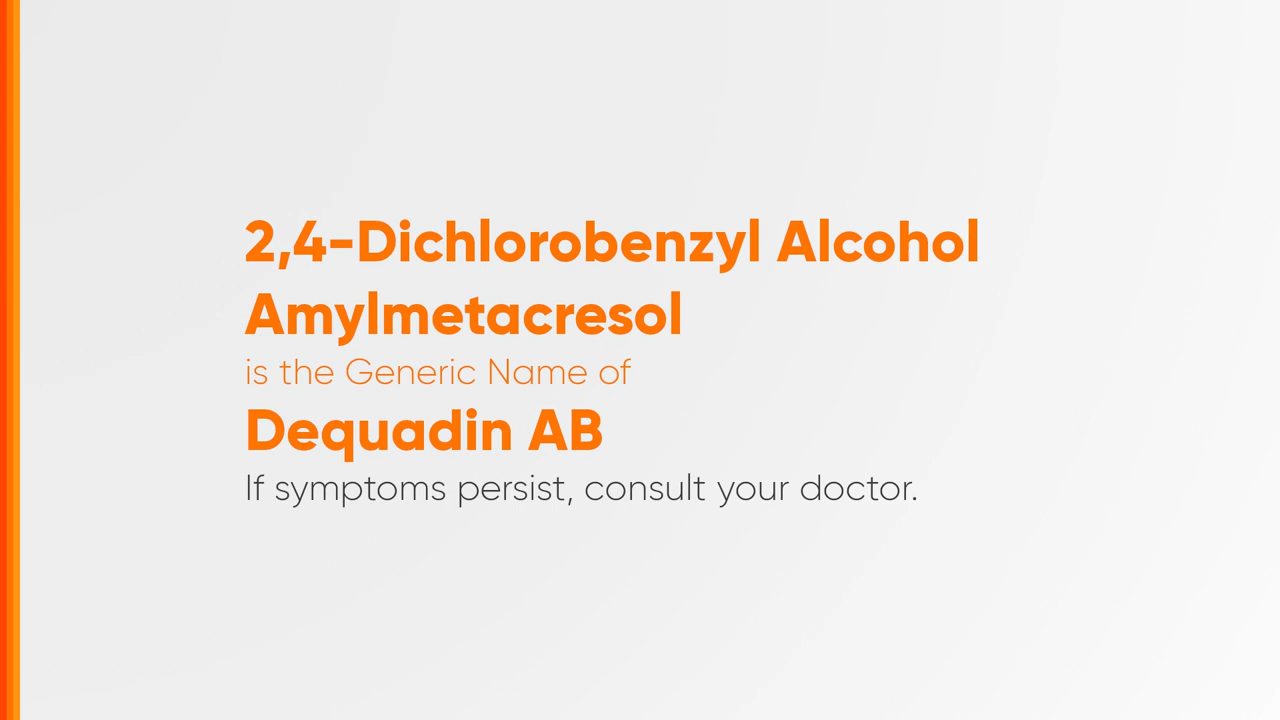 2,4-Dichlorobenzyl Alcohol
Amylmetacresol
is the Generic Name of
Dequadin AB
If symptoms persist, consult your doctor.